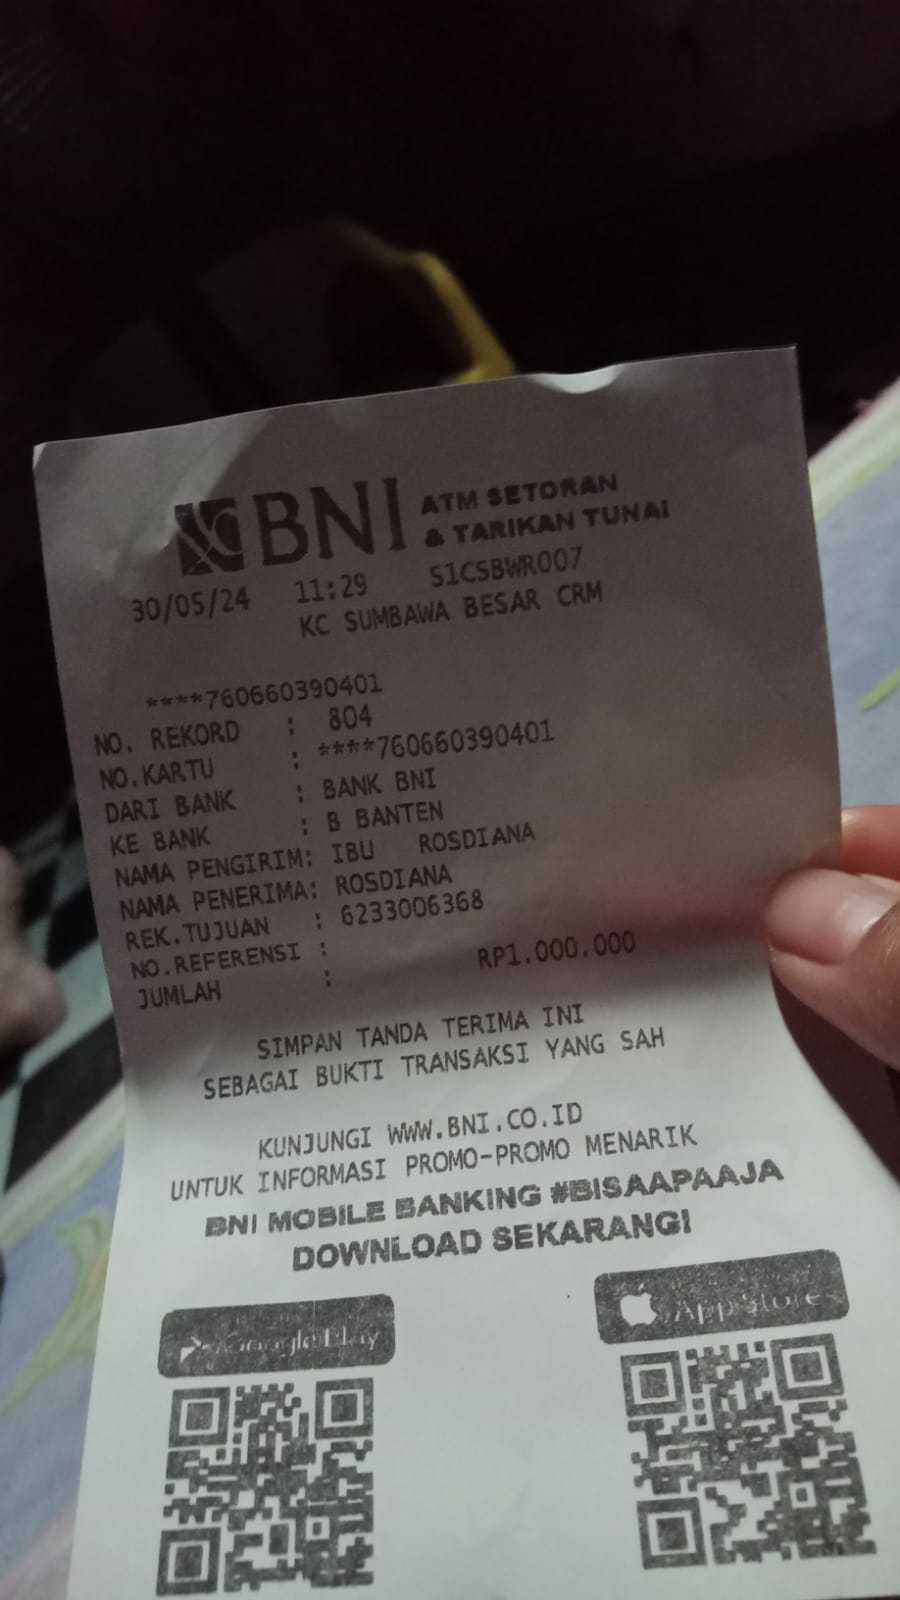 BNI ATM SETORAN
& TARIKAN TUNAI
30/05/24 11:29 S1CSBWR007
KC SUMBAWA BESAR CRM
****760660390401
NO. REKORD : 804
NO.KARTU : ****760660390401
DARI BANK : BANK BNI
KE BANK : B BANTEN
NAMA PENGIRIM: IBU ROSDIANA
NAMA PENERIMA: ROSDIANA
REK.TUJUAN : 6233006368
NO.REFERENSI :
JUMLAH : RP1.000.000
SIMPAN TANDA TERIMA INI
SEBAGAI BUKTI TRANSAKSI YANG SAH
KUNJUNGI WWW.BNI.CO.ID
UNTUK INFORMASI PROMO-PROMO MENARIK
BNI MOBILE BANKING #BISAAPAAJA
DOWNLOAD SEKARANG!
Google Play
App Store